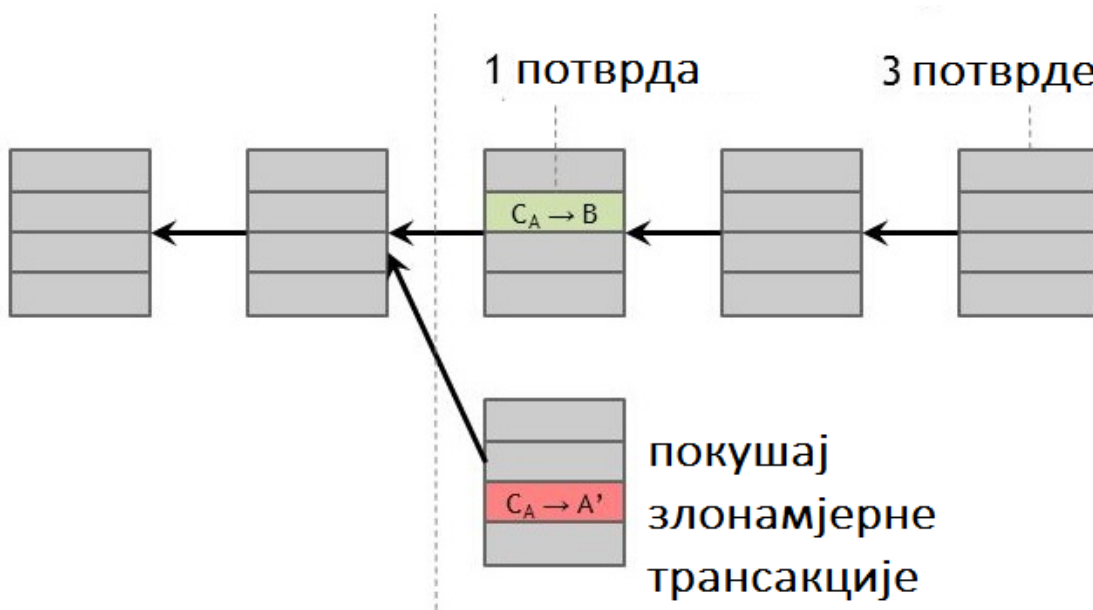 1 потврда
3 потврде
C_A → B
C_A → A’
покушај
злонамјерне
трансакције